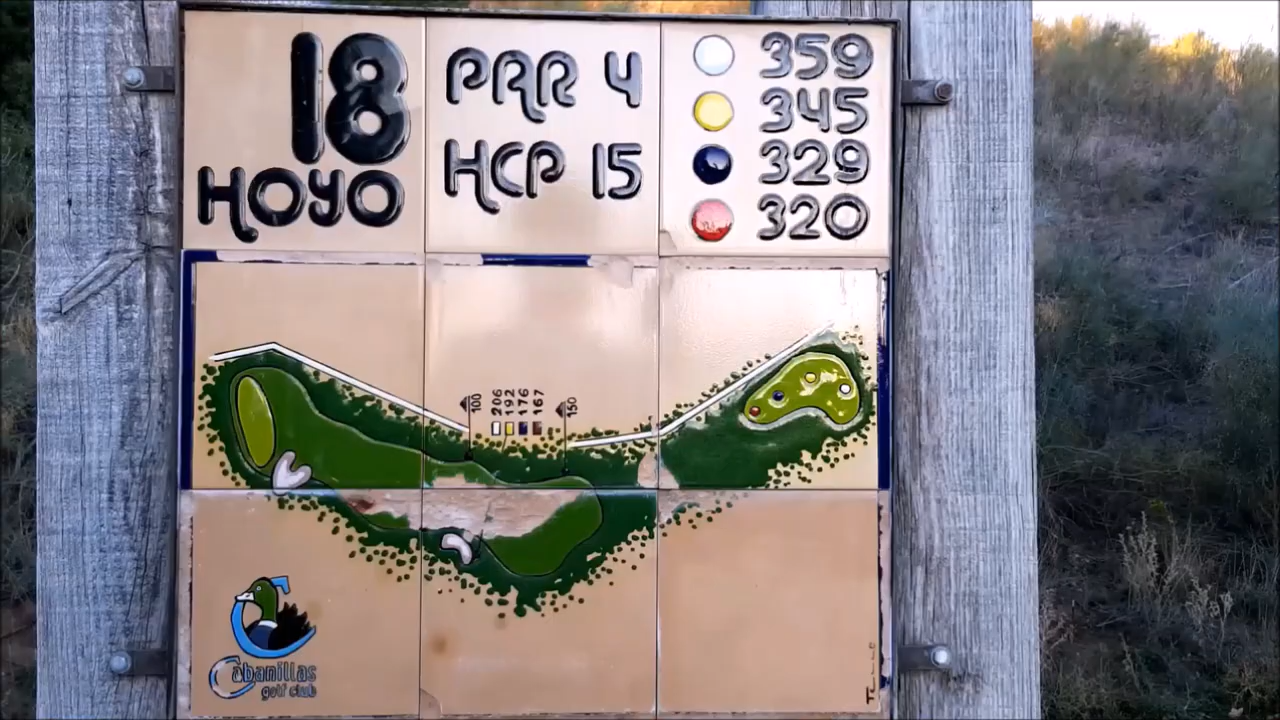 18
HOYO
PAR 4
HCP 15
359
345
329
320
100
206
192
176
167
150
Cabanillas
golf club